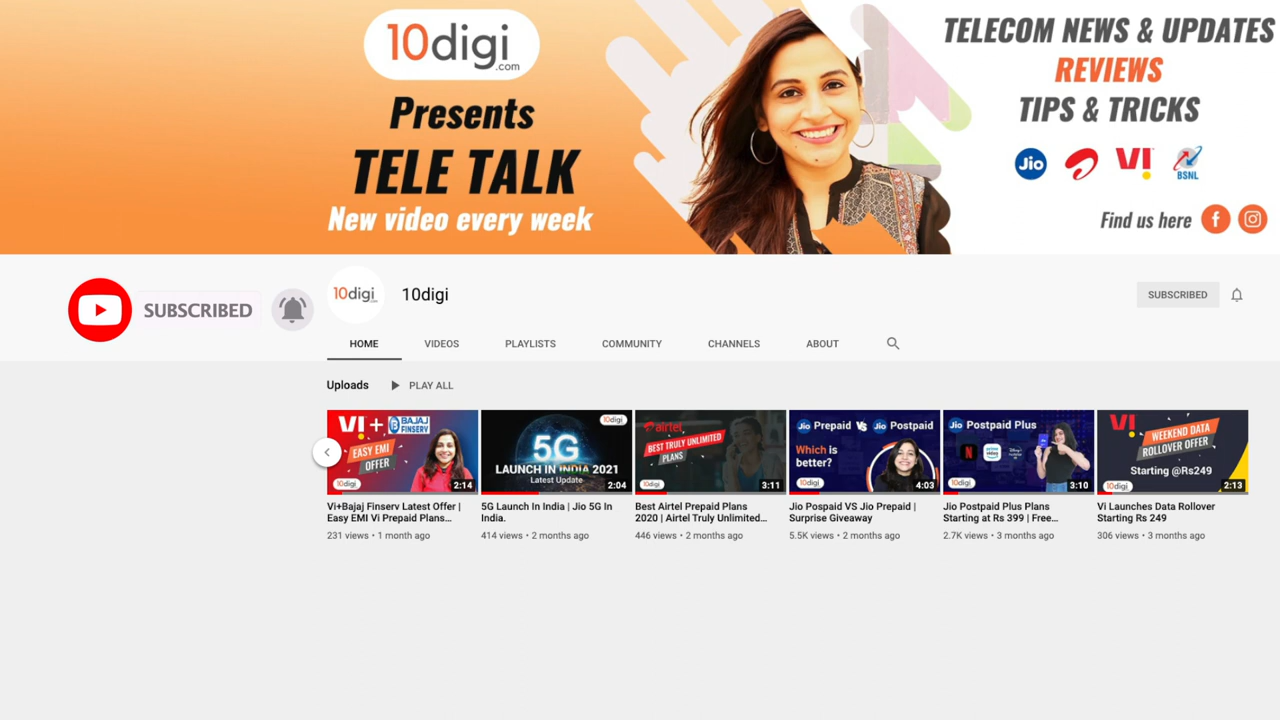 10digi
.com
Presents
TELE TALK
New video every week
TELECOM NEWS & UPDATES
REVIEWS
TIPS & TRICKS
Jio
VI!
BSNL
Find us here
SUBSCRIBED
10digi
.com
10digi
SUBSCRIBED
HOME VIDEOS PLAYLISTS COMMUNITY CHANNELS ABOUT
Uploads PLAY ALL
VI! + BAJAJ FINSERV
EASY EMI
OFFER
10digi
2:14
10digi
5G
LAUNCH IN INDIA 2021
Latest Update
2:04
airtel
BEST TRULY UNLIMITED
PLANS
10digi
3:11
Jio Prepaid VS Jio Postpaid
Which is
better?
10digi
4:03
Jio Postpaid Plus
N
prime video
10digi
3:10
VI!
WEEKEND DATA
ROLLOVER OFFER
Starting @Rs249
10digi
2:13
Vi+Bajaj Finserv Latest Offer |
Easy EMI Vi Prepaid Plans...
231 views • 1 month ago
5G Launch In India | Jio 5G In
India.
414 views • 2 months ago
Best Airtel Prepaid Plans
2020 | Airtel Truly Unlimited...
446 views • 2 months ago
Jio Pospaid VS Jio Prepaid |
Surprise Giveaway
5.5K views • 2 months ago
Jio Postpaid Plus Plans
Starting at Rs 399 | Free...
2.7K views • 3 months ago
Vi Launches Data Rollover
Starting Rs 249
306 views • 3 months ago